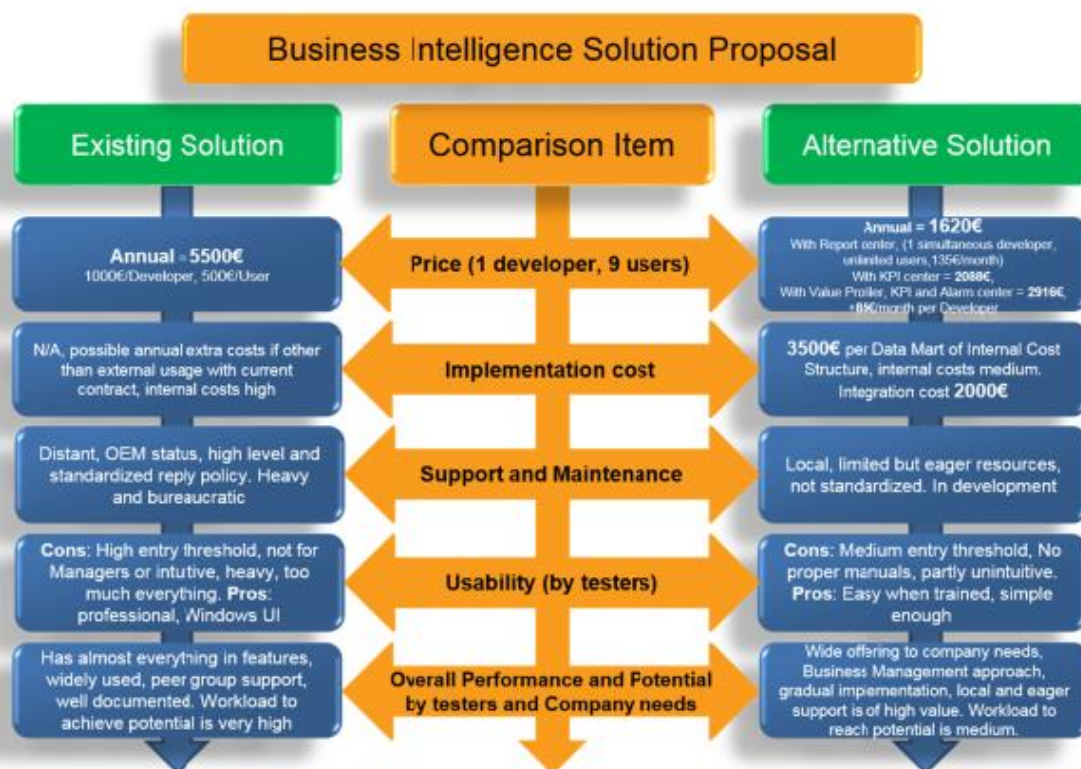 Business Intelligence Solution Proposal
Existing Solution
Comparison Item
Alternative Solution
Annual = 5500€
1000€/Developer, 500€/User
Price (1 developer, 9 users)
Annual = 1620€
With Report center, (1 simultaneous developer,
unlimited users,135€/month)
With KPI center = 2088€,
With Value Profiler, KPI and Alarm center = 2916€,
+85€/month per Developer
N/A, possible annual extra costs if other
than external usage with current
contract, internal costs high
Implementation cost
3500€ per Data Mart of Internal Cost
Structure, internal costs medium.
Integration cost 2000€
Distant, OEM status, high level and
standardized reply policy. Heavy
and bureaucratic
Support and Maintenance
Local, limited but eager resources,
not standardized. In development
Cons: High entry threshold, not for
Managers or intutive, heavy, too
much everything. Pros:
professional, Windows UI
Usability (by testers)
Cons: Medium entry threshold, No
proper manuals, partly unintuitive.
Pros: Easy when trained, simple
enough
Has almost everything in features,
widely used, peer group support,
well documented. Workload to
achieve potential is very high
Overall Performance and Potential
by testers and Company needs
Wide offering to company needs,
Business Management approach,
gradual implementation, local and eager
support is of high value. Workload to
reach potential is medium.